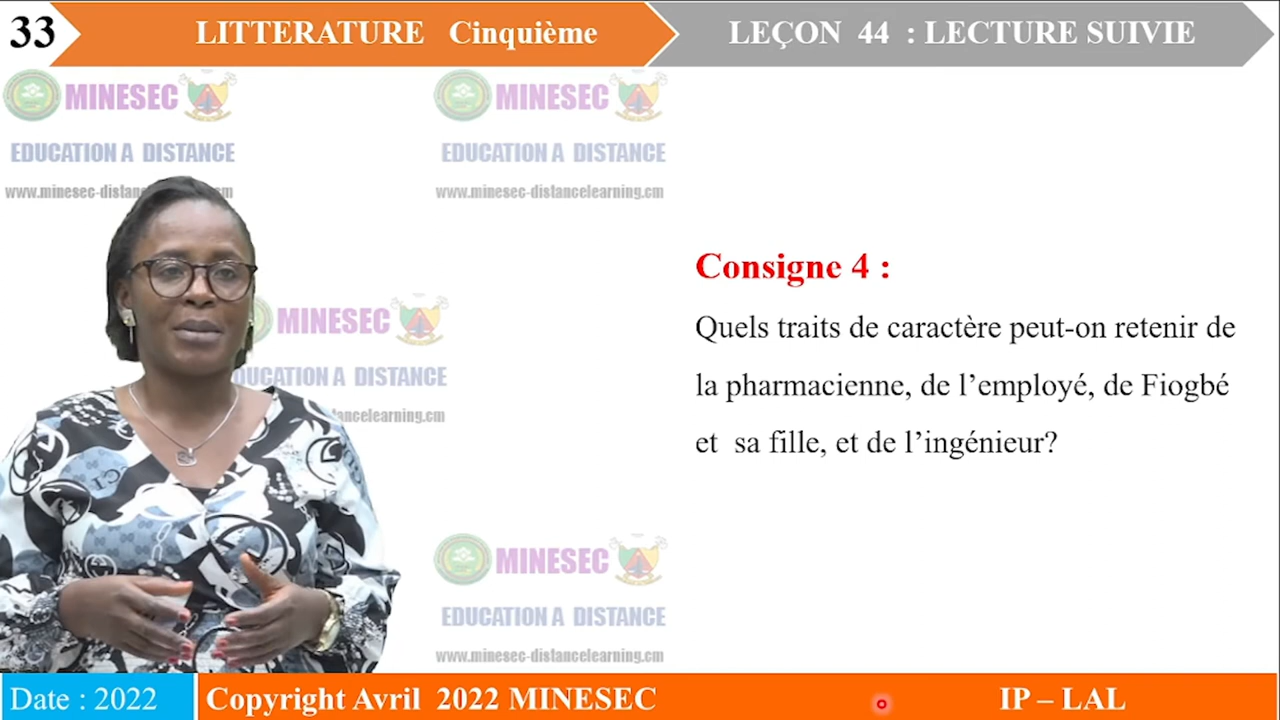 33
LITTERATURE Cinquième
LEÇON 44 : LECTURE SUIVIE
MINESEC
EDUCATION A DISTANCE
www.minesec-distan
MINESEC
EDUCATION A DISTANCE
www.minesec-distancelearning.cm
MINESEC
DUCATION A DISTANCE
tancelearning.cm
Consigne 4 :
Quels traits de caractère peut-on retenir de
la pharmacienne, de l’employé, de Fiogbé
et sa fille, et de l’ingénieur?
MINESEC
EDUCATION A DISTANCE
www.minesec-distancelearning.cm
Date : 2022
Copyright Avril 2022 MINESEC
IP – LAL